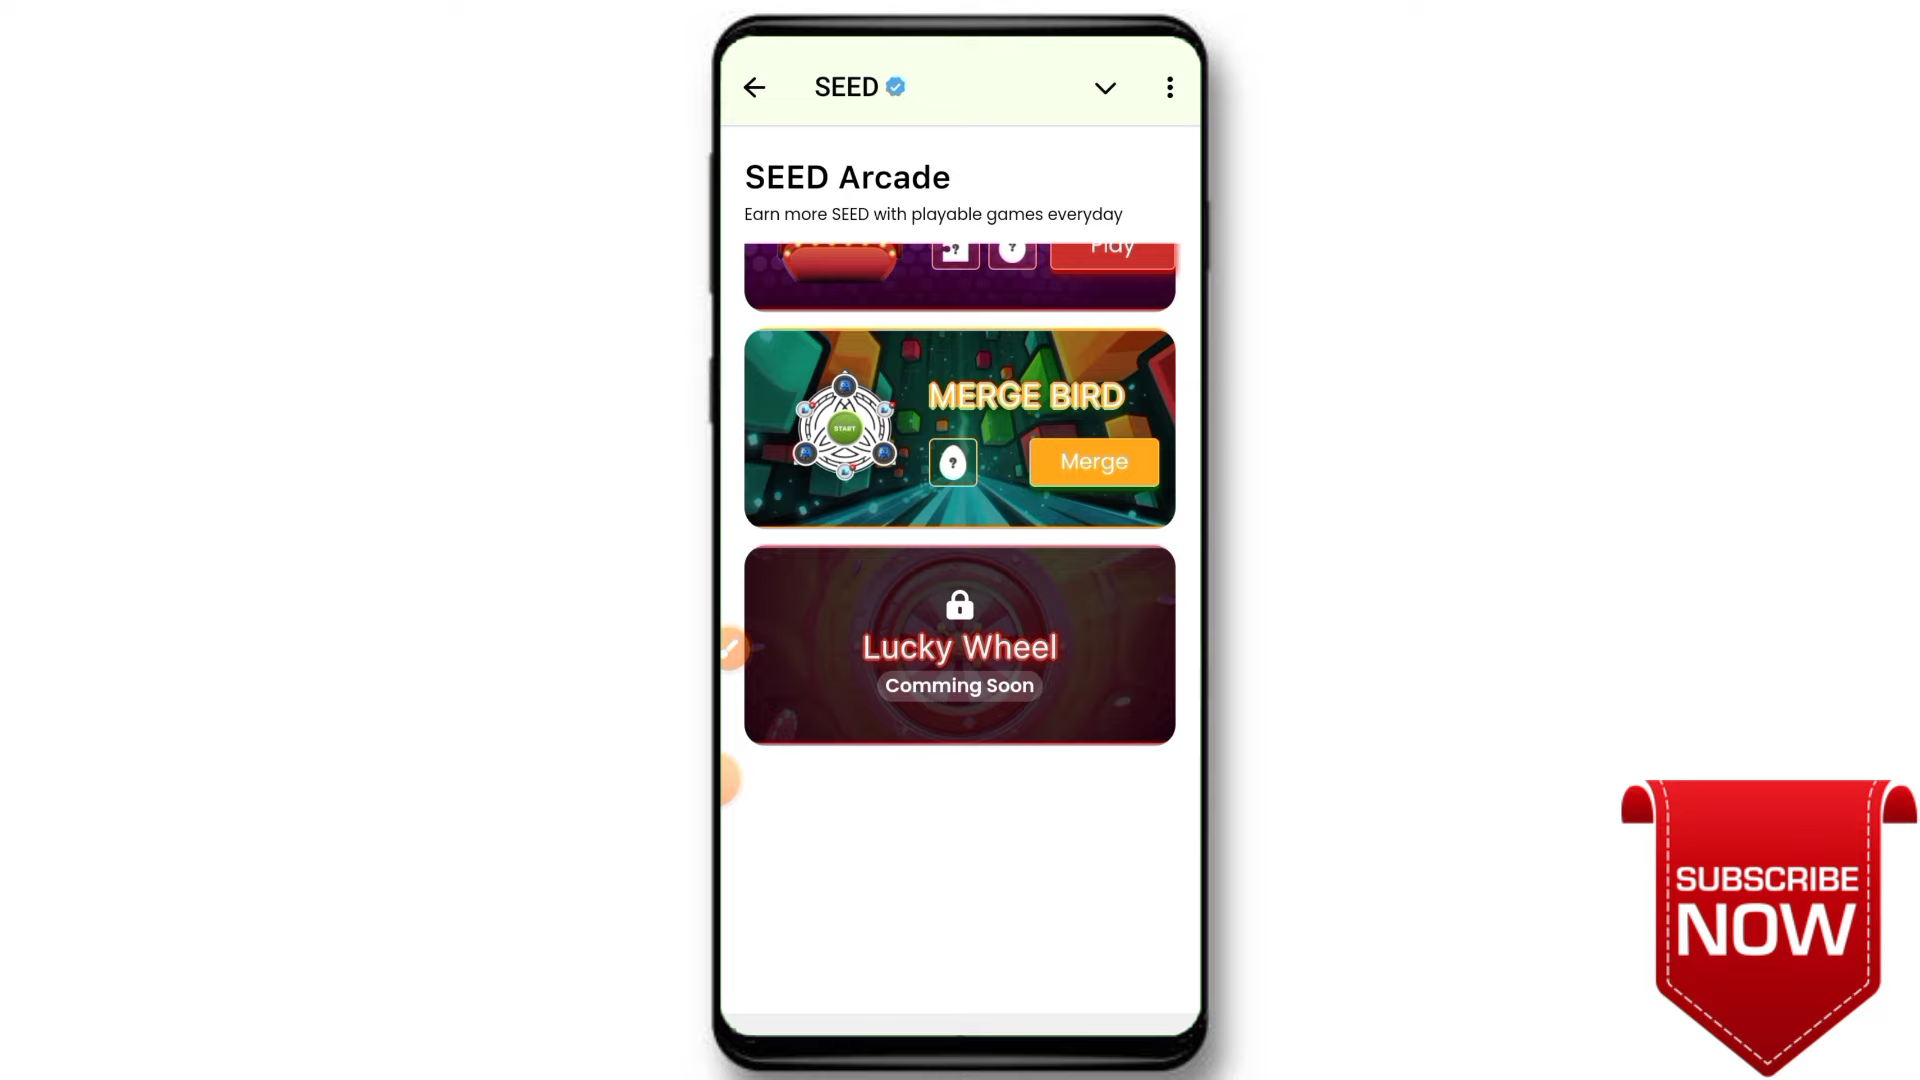 SEED
SEED Arcade
Earn more SEED with playable games everyday
?
?
Play
MERGE BIRD
START
?
Merge
Lucky Wheel
Comming Soon
SUBSCRIBE
NOW